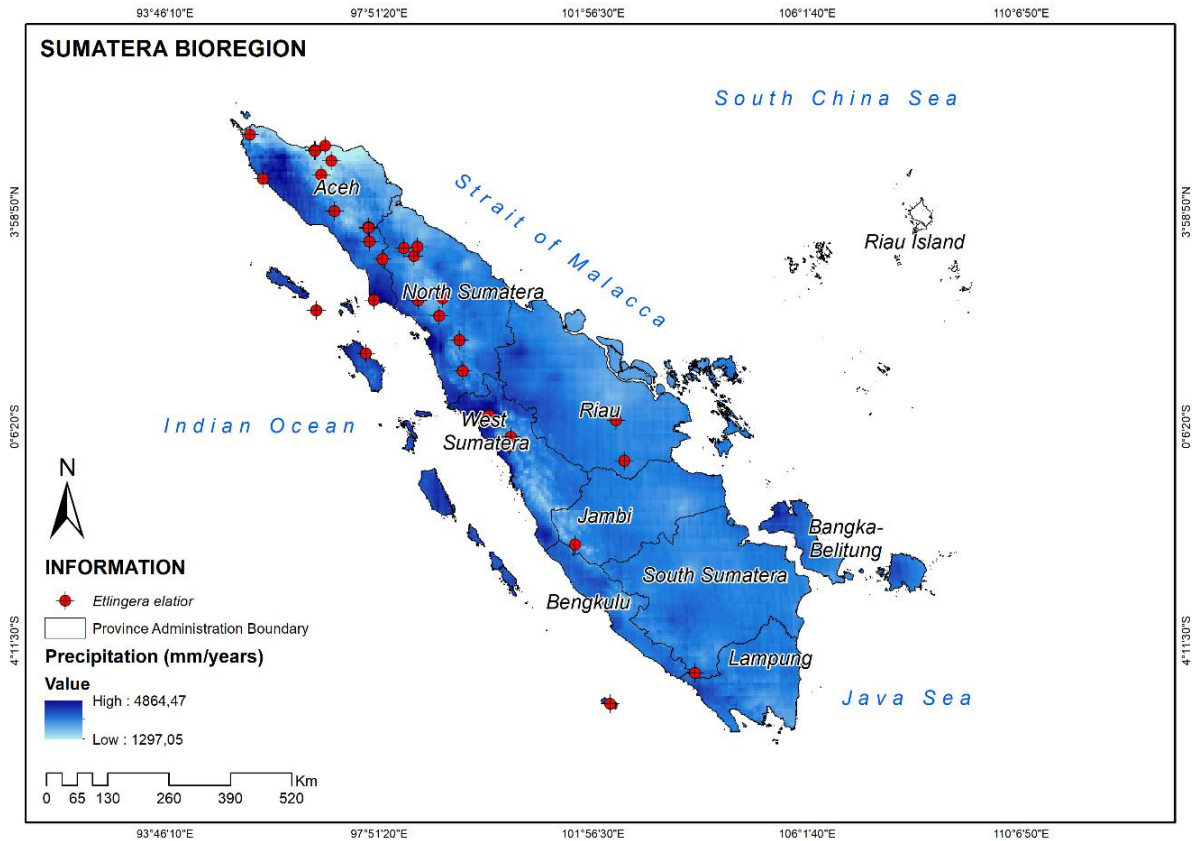 93°46'10"E 97°51'20"E 101°56'30"E 106°1'40"E 110°6'50"E
SUMATERA BIOREGION
South China Sea
Strait of Malacca
Aceh
3°58'50"N
3°58'50"N
Riau Island
North Sumatera
Indian Ocean
Riau
West
Sumatera
0°6'20"S
0°6'20"S
N
Jambi
Bangka-
Belitung
South Sumatera
Bengkulu
Lampung
Java Sea
4°11'30"S
4°11'30"S
INFORMATION
Etlingera elatior
Province Administration Boundary
Precipitation (mm/years)
Value
High : 4864,47
Low : 1297,05
Km
0 65 130 260 390 520
93°46'10"E 97°51'20"E 101°56'30"E 106°1'40"E 110°6'50"E